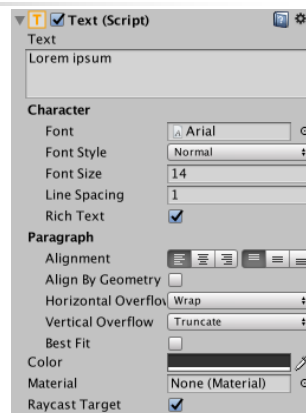 T Text (Script)
Text
Lorem ipsum
Character
Font Arial
Font Style Normal
Font Size 14
Line Spacing 1
Rich Text
Paragraph
Alignment
Align By Geometry
Horizontal Overflow Wrap
Vertical Overflow Truncate
Best Fit
Color
Material None (Material)
Raycast Target